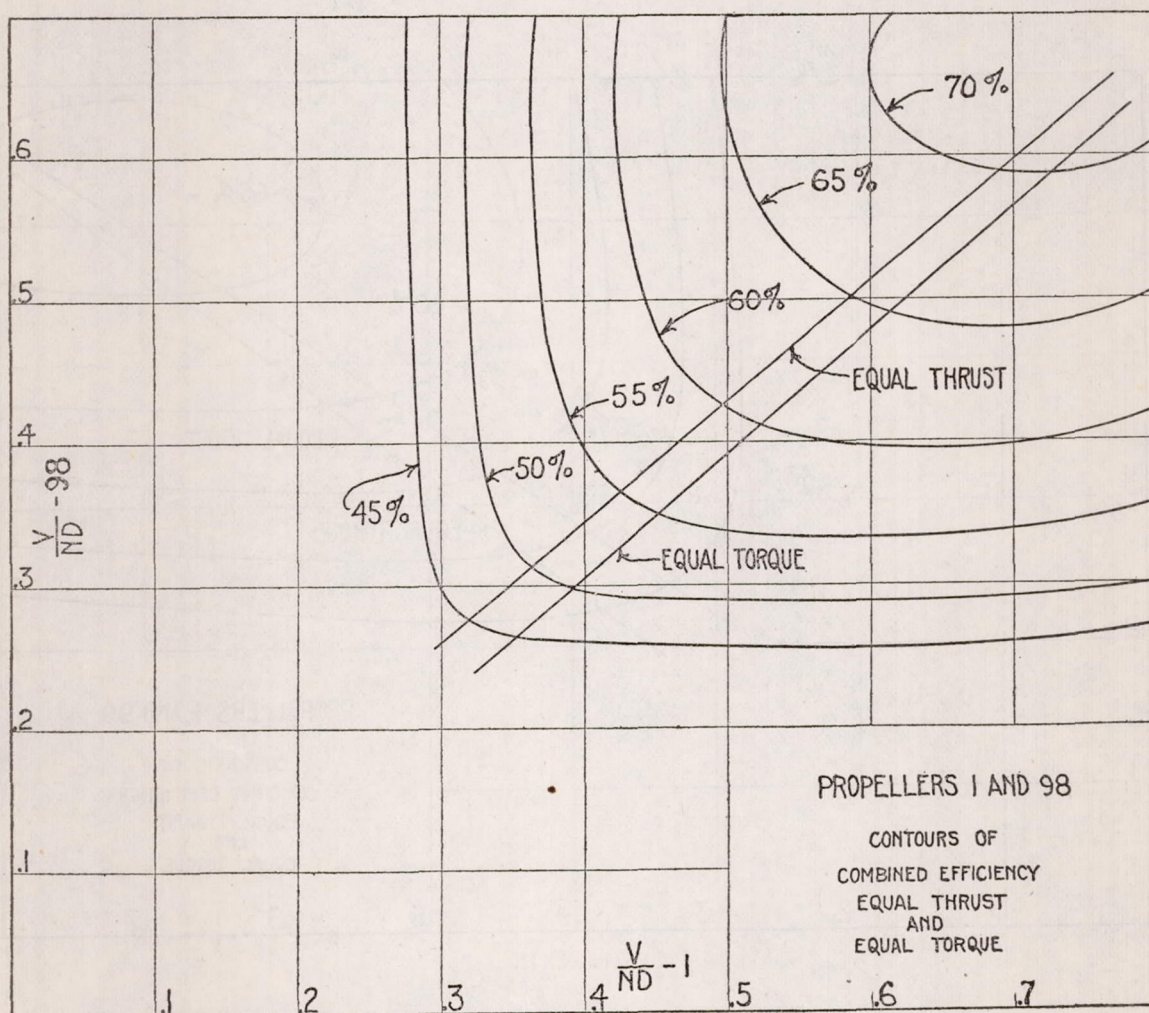 70%
.6
65%
.5
60%
EQUAL THRUST
55%
.4
50%
45%
V/ND -98
EQUAL TORQUE
.3
.2
PROPELLERS 1 AND 98
CONTOURS OF
COMBINED EFFICIENCY
EQUAL THRUST
AND
EQUAL TORQUE
.1
V/ND -1
.1 .2 .3 .4 .5 .6 .7